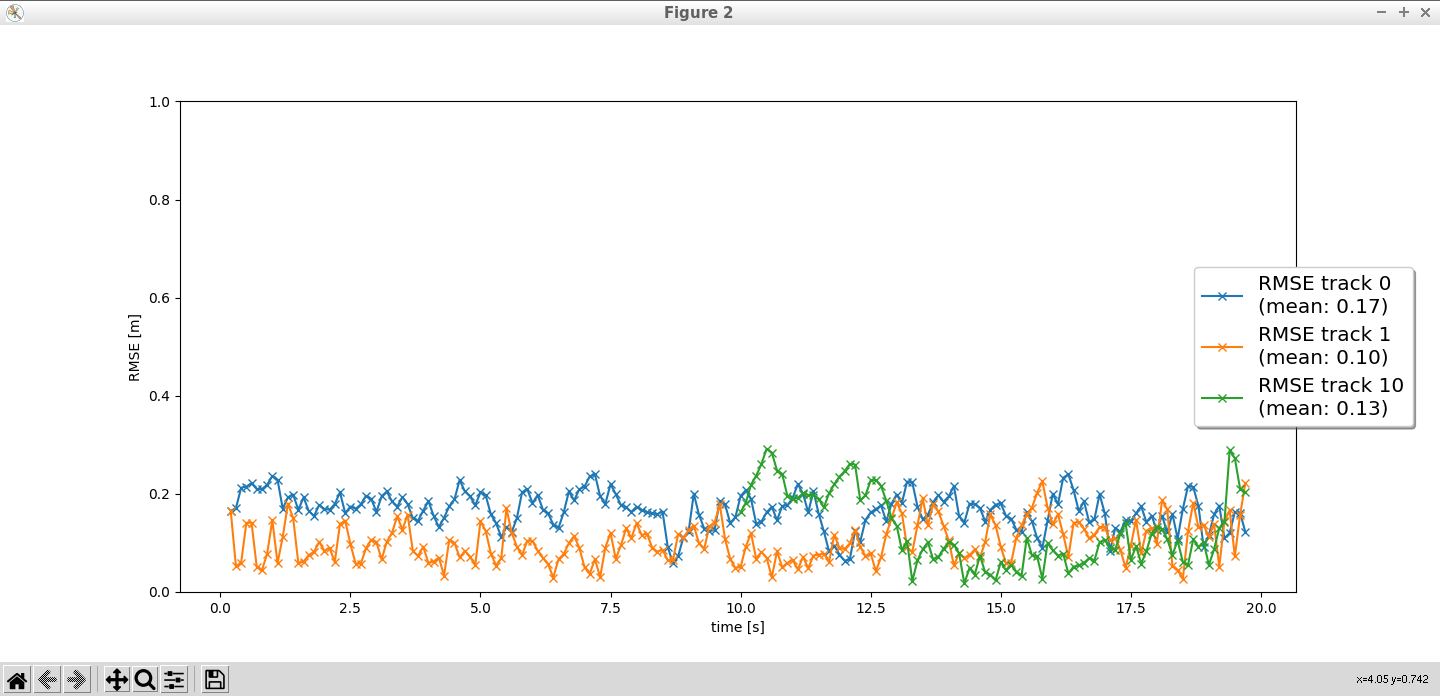 Figure 2
1.0
0.8
0.6
0.4
0.2
0.0
RMSE [m]
0.0 2.5 5.0 7.5 10.0 12.5 15.0 17.5 20.0
time [s]
RMSE track 0
(mean: 0.17)
RMSE track 1
(mean: 0.10)
RMSE track 10
(mean: 0.13)
x=4.05 y=0.742